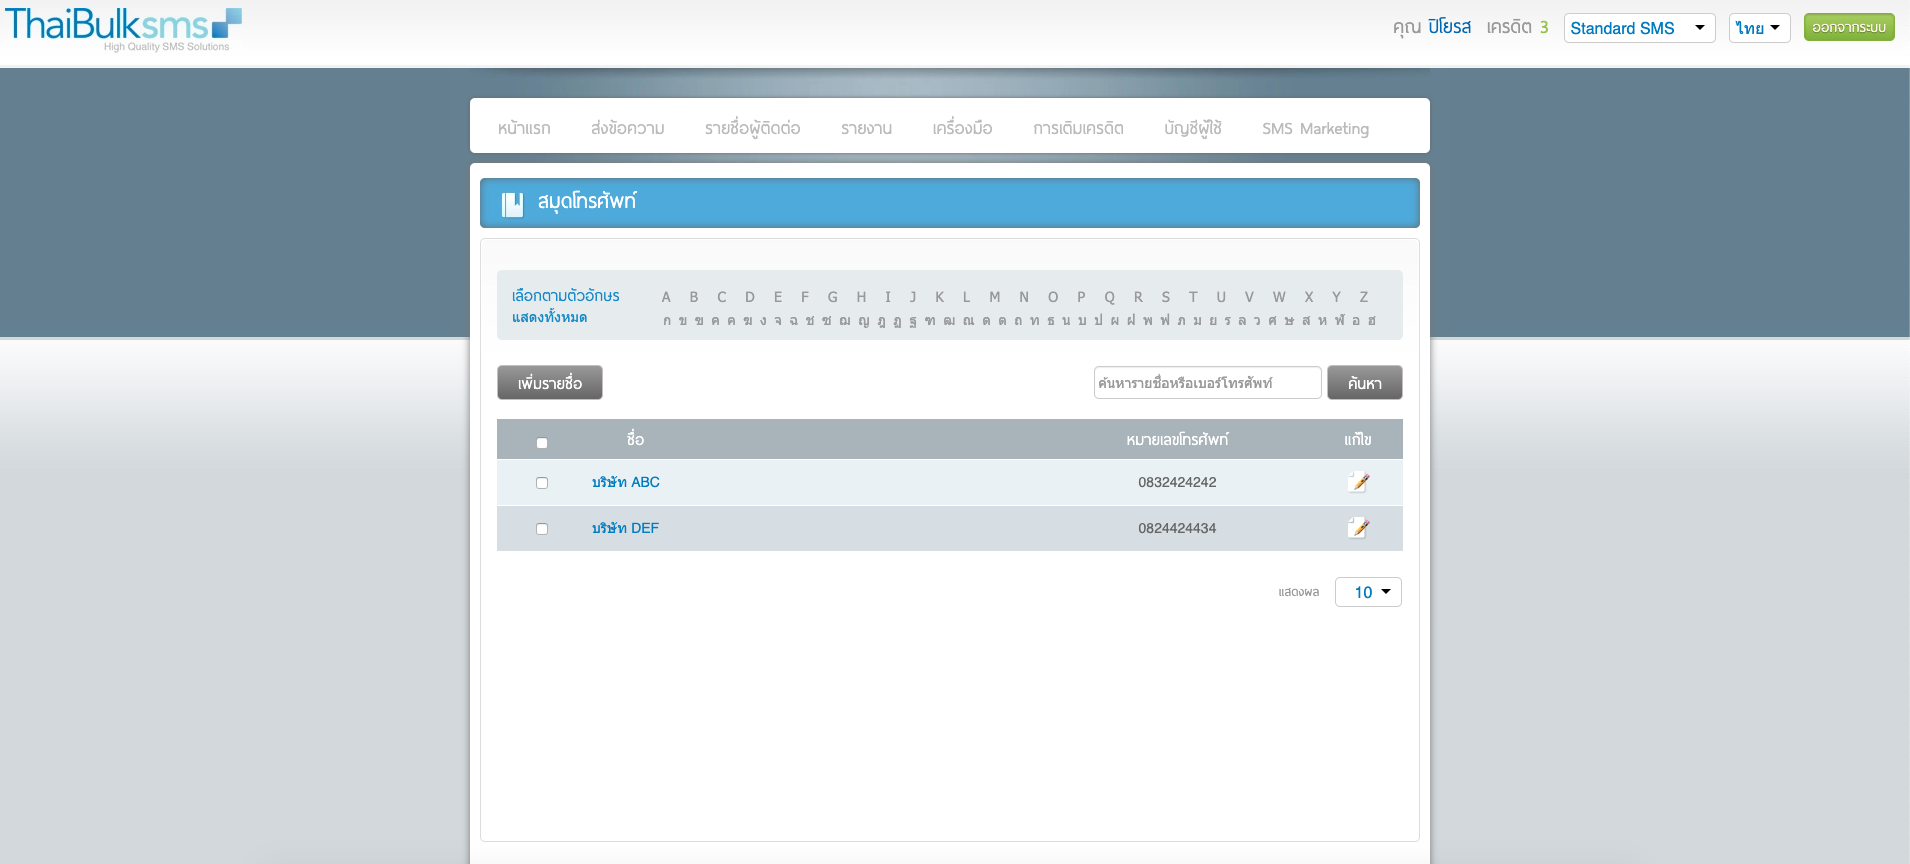 ThaiBulksms
High Quality SMS Solutions
คุณ ปิโยรส เครดิต 3 Standard SMS ไทย ออกจากระบบ
หน้าแรก ส่งข้อความ รายชื่อผู้ติดต่อ รายงาน เครื่องมือ การเติมเครดิต บัญชีผู้ใช้ SMS Marketing
สมุดโทรศัพท์
เลือกตามตัวอักษร A B C D E F G H I J K L M N O P Q R S T U V W X Y Z
แสดงทั้งหมด ก ข ฃ ค ฅ ฆ ง จ ฉ ช ซ ฌ ญ ฎ ฏ ฐ ฑ ฒ ณ ด ต ถ ท ธ น บ ป ผ ฝ พ ฟ ภ ม ย ร ล ว ศ ษ ส ห ฬ อ ฮ
เพิ่มรายชื่อ ค้นหารายชื่อหรือเบอร์โทรศัพท์ ค้นหา
ชื่อ หมายเลขโทรศัพท์ แก้ไข
บริษัท ABC 0832424242
บริษัท DEF 0824424434
แสดงผล 10